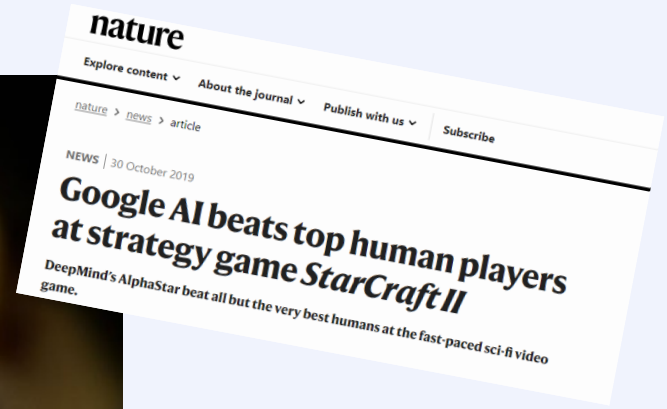 nature
Explore content About the journal Publish with us Subscribe
nature > news > article
NEWS | 30 October 2019
Google AI beats top human players
at strategy game StarCraft II
DeepMind's AlphaStar beat all but the very best humans at the fast-paced sci-fi video
game.